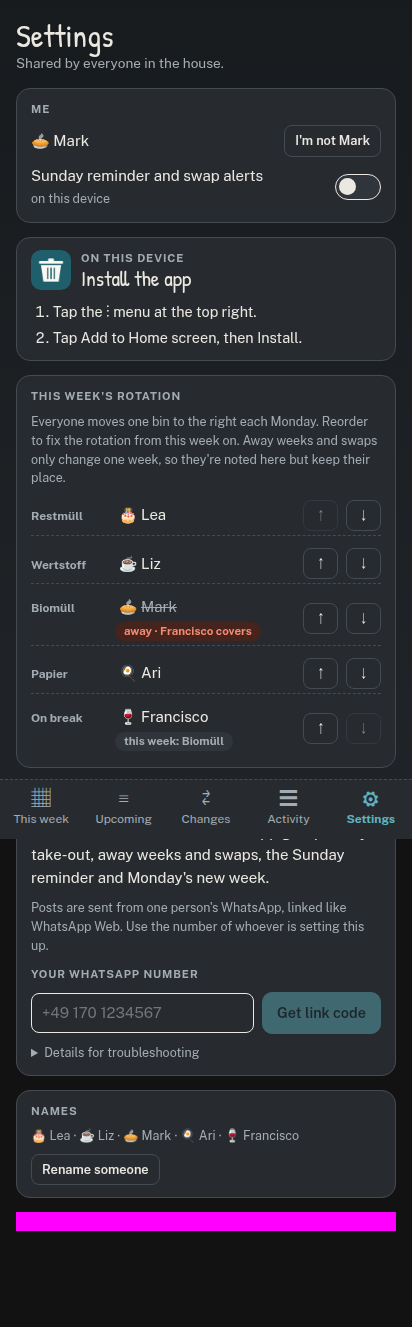 Settings
Shared by everyone in the house.
ME
🥧 Mark
I'm not Mark
Sunday reminder and swap alerts
on this device
ON THIS DEVICE
Install the app
1. Tap the ⋮ menu at the top right.
2. Tap Add to Home screen, then Install.
THIS WEEK'S ROTATION
Everyone moves one bin to the right each Monday. Reorder
to fix the rotation from this week on. Away weeks and swaps
only change one week, so they're noted here but keep their
place.
Restmüll 🎂 Lea ↑ ↓
Wertstoff ☕ Liz ↑ ↓
Biomüll 🥧 Mark ↑ ↓
away · Francisco covers
Papier 🍳 Ari ↑ ↓
On break 🍷 Francisco ↑ ↓
this week: Biomüll
This week
Upcoming
Changes
Activity
Settings
take-out, away weeks and swaps, the Sunday
reminder and Monday's new week.
Posts are sent from one person's WhatsApp, linked like
WhatsApp Web. Use the number of whoever is setting this
up.
YOUR WHATSAPP NUMBER
+49 170 1234567
Get link code
▶ Details for troubleshooting
NAMES
🎂 Lea · ☕ Liz · 🥧 Mark · 🍳 Ari · 🍷 Francisco
Rename someone